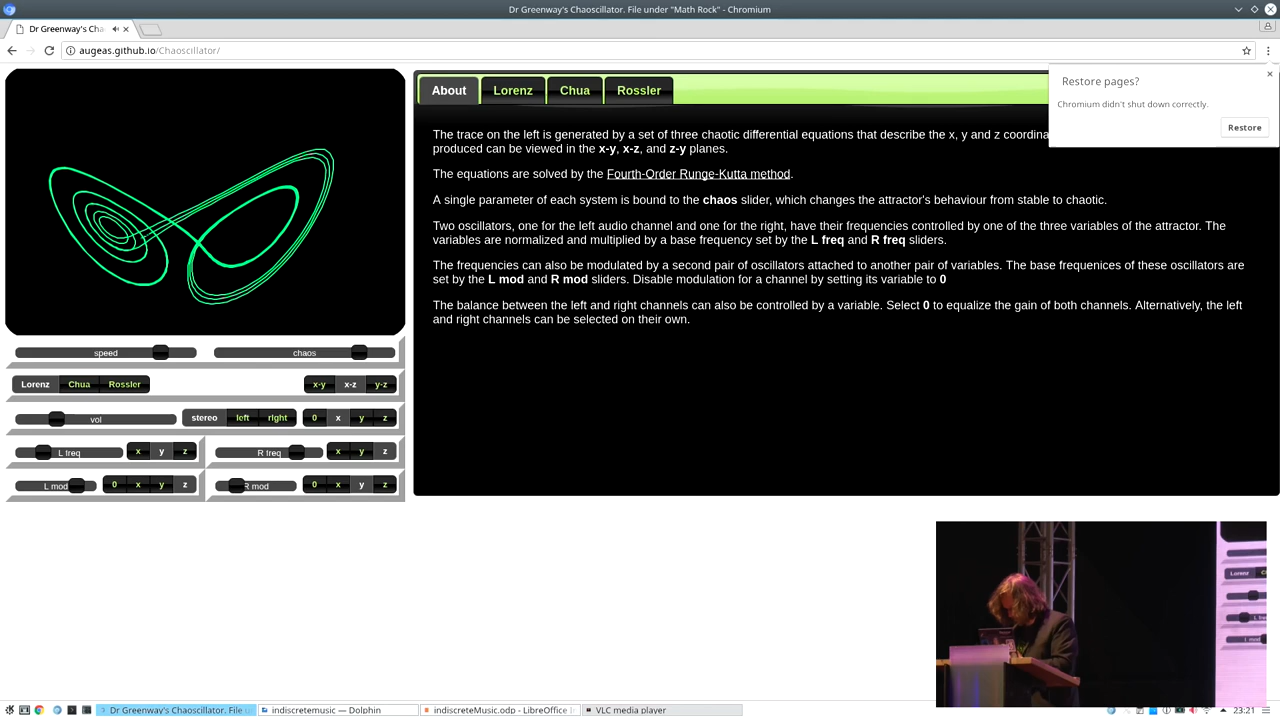 Dr Greenway's Chaoscillator. File under "Math Rock" - Chromium
Dr Greenway's Cha
augeas.github.io/Chaoscillator/
Restore pages?
Chromium didn't shut down correctly.
Restore
About Lorenz Chua Rossler
The trace on the left is generated by a set of three chaotic differential equations that describe the x, y and z coordina
produced can be viewed in the x-y, x-z, and z-y planes.
The equations are solved by the Fourth-Order Runge-Kutta method.
A single parameter of each system is bound to the chaos slider, which changes the attractor's behaviour from stable to chaotic.
Two oscillators, one for the left audio channel and one for the right, have their frequencies controlled by one of the three variables of the attractor. The
variables are normalized and multiplied by a base frequency set by the L freq and R freq sliders.
The frequencies can also be modulated by a second pair of oscillators attached to another pair of variables. The base frequenices of these oscillators are
set by the L mod and R mod sliders. Disable modulation for a channel by setting its variable to 0
The balance between the left and right channels can also be controlled by a variable. Select 0 to equalize the gain of both channels. Alternatively, the left
and right channels can be selected on their own.
speed chaos
Lorenz Chua Rossler x-y x-z y-z
vol stereo left right 0 x y z
L freq x y z R freq x y z
L mod 0 x y z R mod 0 x y z
Lorenz
Dr Greenway's Chaoscillator. File u
indiscretemusic — Dolphin
indiscreteMusic.odp - LibreOffice I
VLC media player
23:21